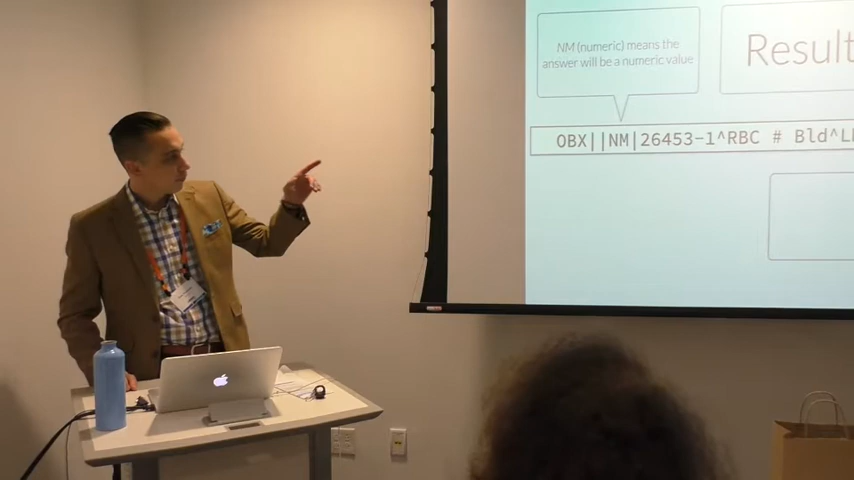 NM (numeric) means the
answer will be a numeric value
Result
OBX||NM|26453-1^RBC # Bld^L